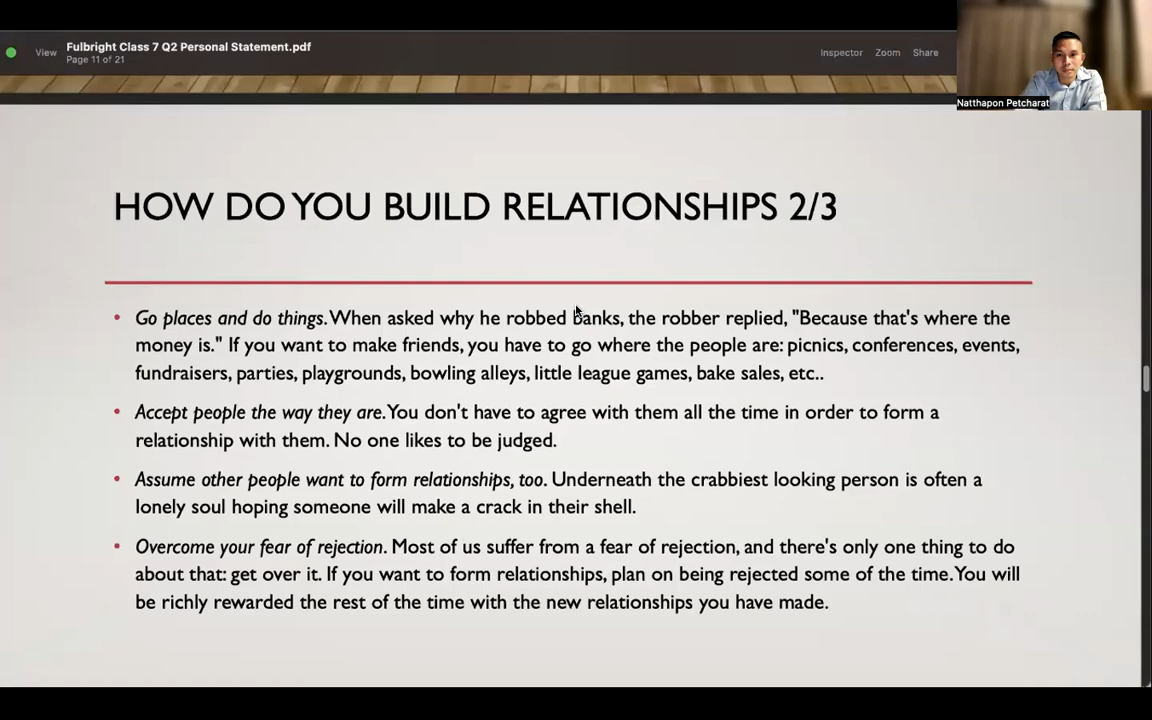 View
Fulbright Class 7 Q2 Personal Statement.pdf
Page 11 of 21
Inspector
Zoom
Share
Natthapon Petcharat
HOW DO YOU BUILD RELATIONSHIPS 2/3
• Go places and do things. When asked why he robbed banks, the robber replied, "Because that's where the
money is." If you want to make friends, you have to go where the people are: picnics, conferences, events,
fundraisers, parties, playgrounds, bowling alleys, little league games, bake sales, etc..
• Accept people the way they are. You don't have to agree with them all the time in order to form a
relationship with them. No one likes to be judged.
• Assume other people want to form relationships, too. Underneath the crabbiest looking person is often a
lonely soul hoping someone will make a crack in their shell.
• Overcome your fear of rejection. Most of us suffer from a fear of rejection, and there's only one thing to do
about that: get over it. If you want to form relationships, plan on being rejected some of the time. You will
be richly rewarded the rest of the time with the new relationships you have made.